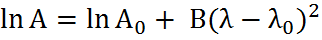 ln A = ln A₀ + B(λ − λ₀)²